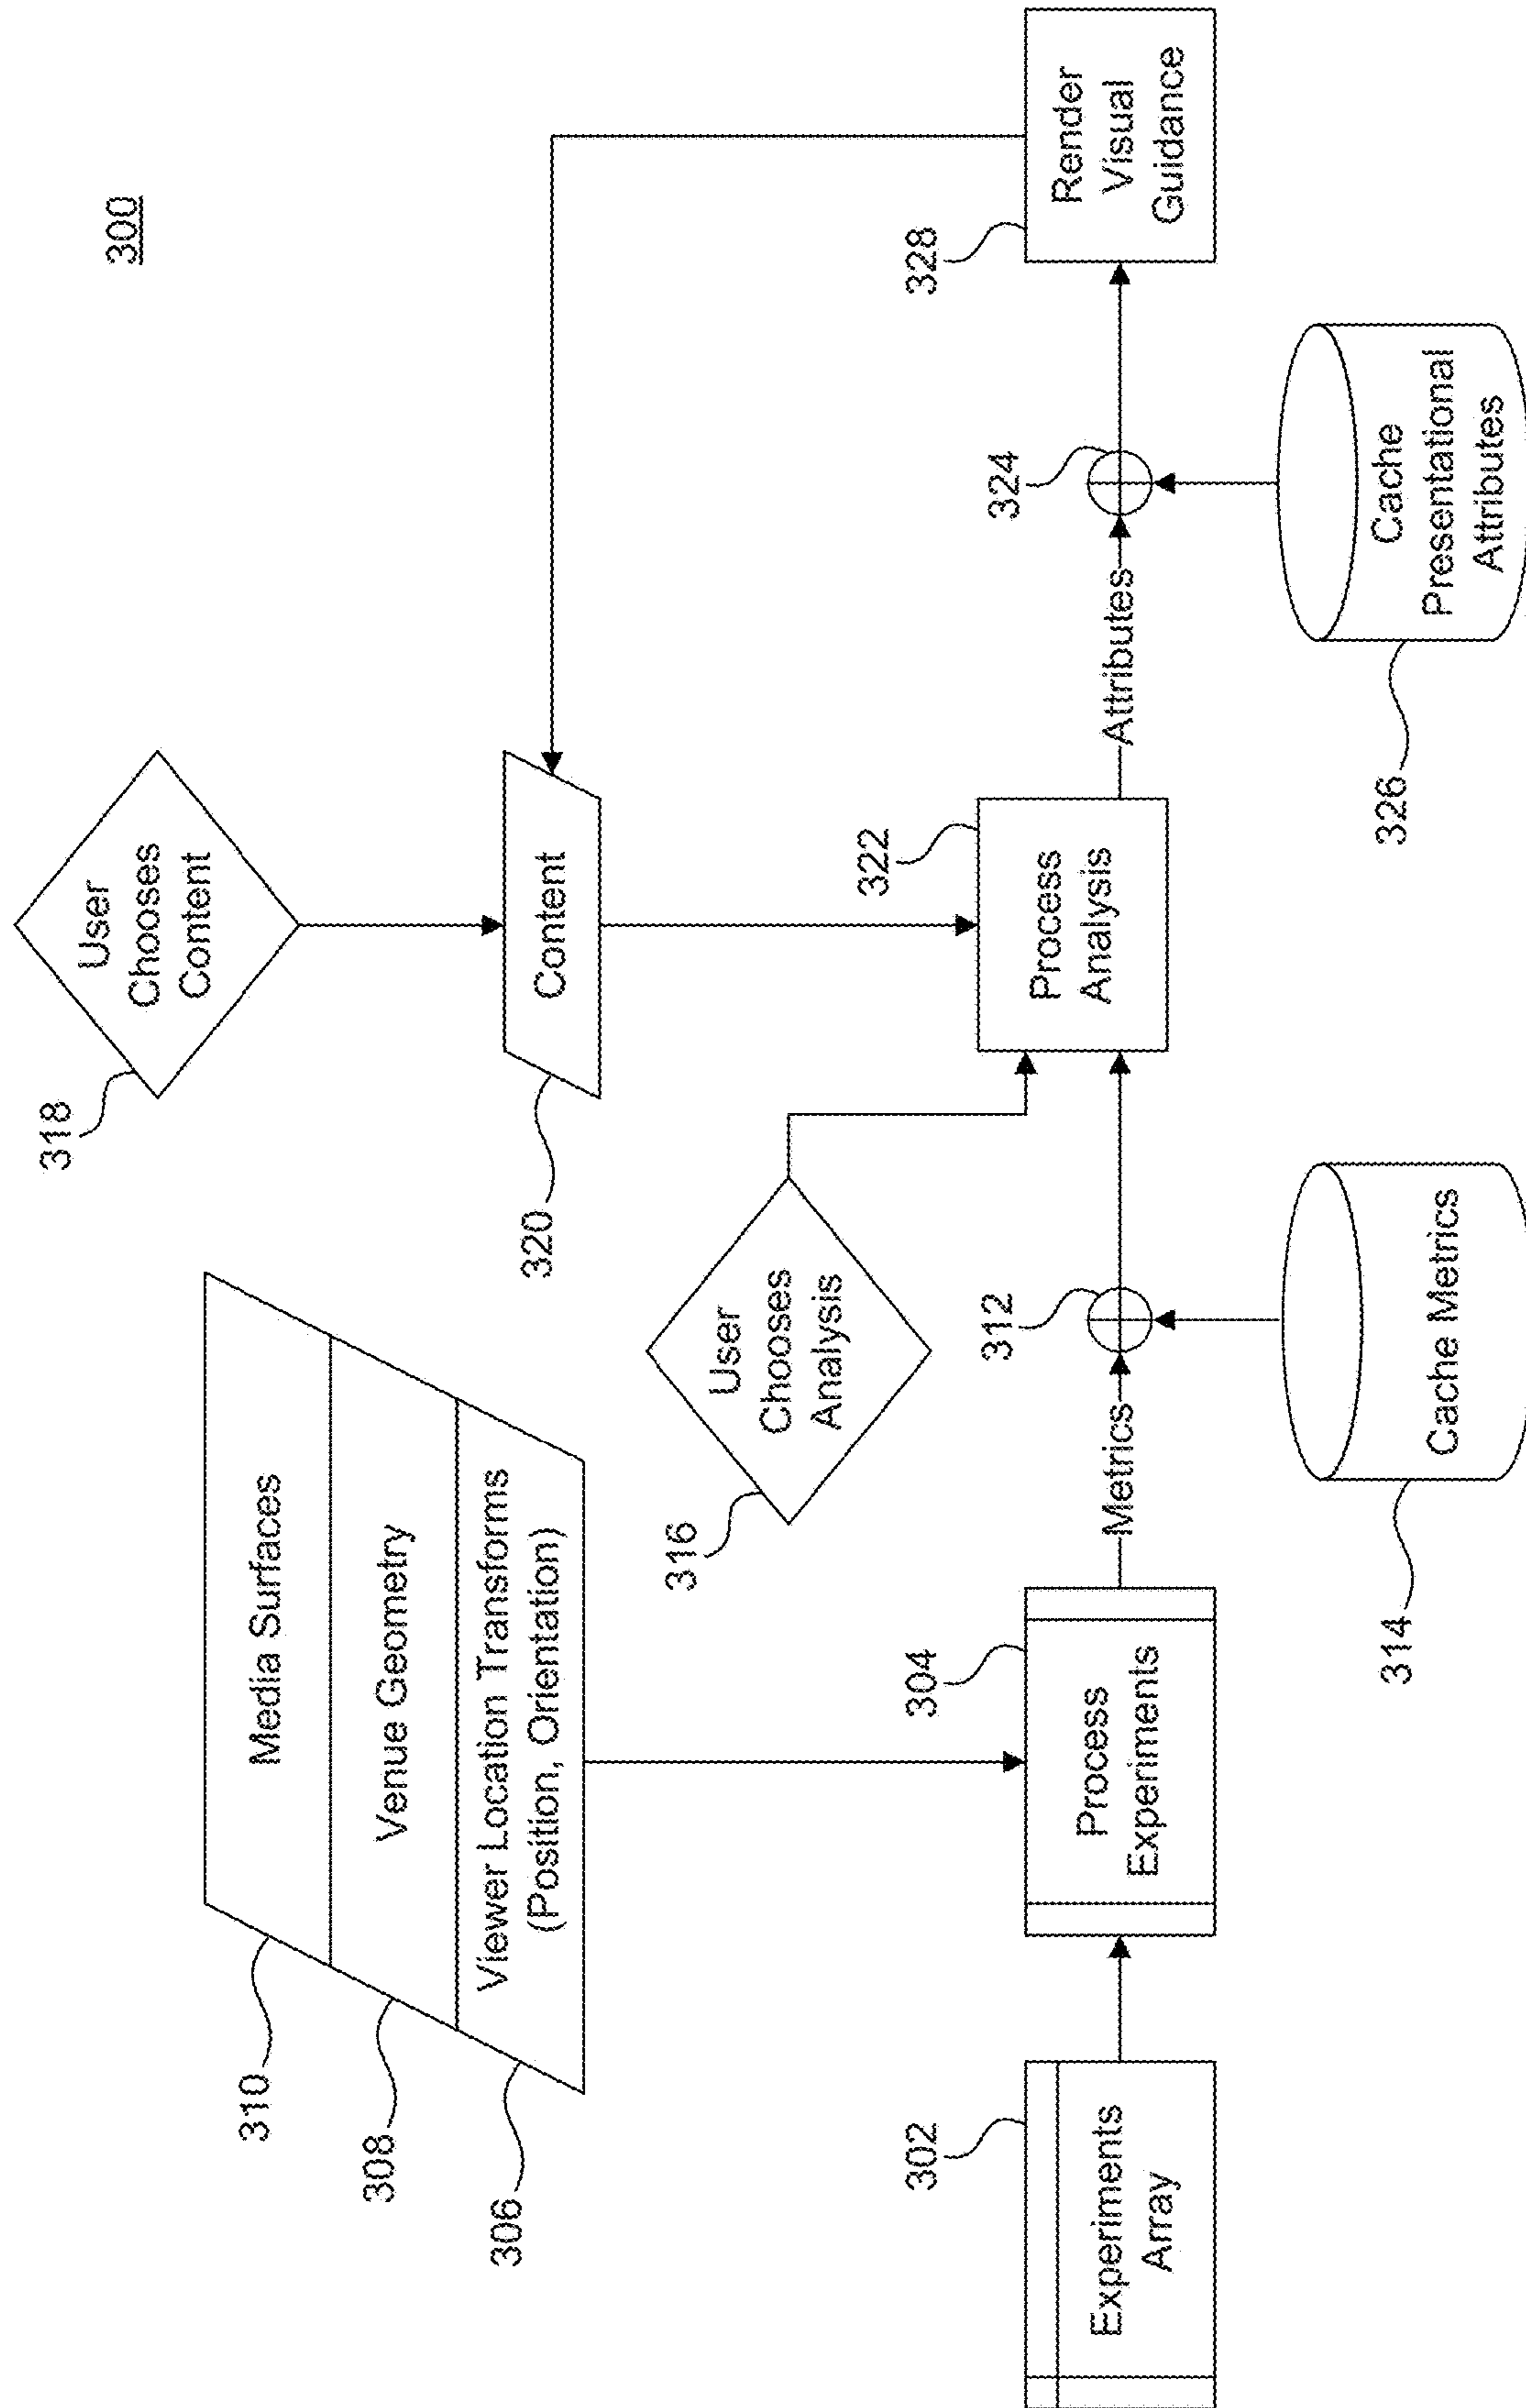 300
318
User
Chooses
Content
310
Media Surfaces
308
Venue Geometry
306
Viewer Location Transforms
(Position, Orientation)
320
Content
316
User
Chooses
Analysis
302
Experiments
Array
304
Process
Experiments
Metrics
312
322
Process
Analysis
Attributes
324
328
Render
Visual
Guidance
314
Cache Metrics
326
Cache
Presentational
Attributes